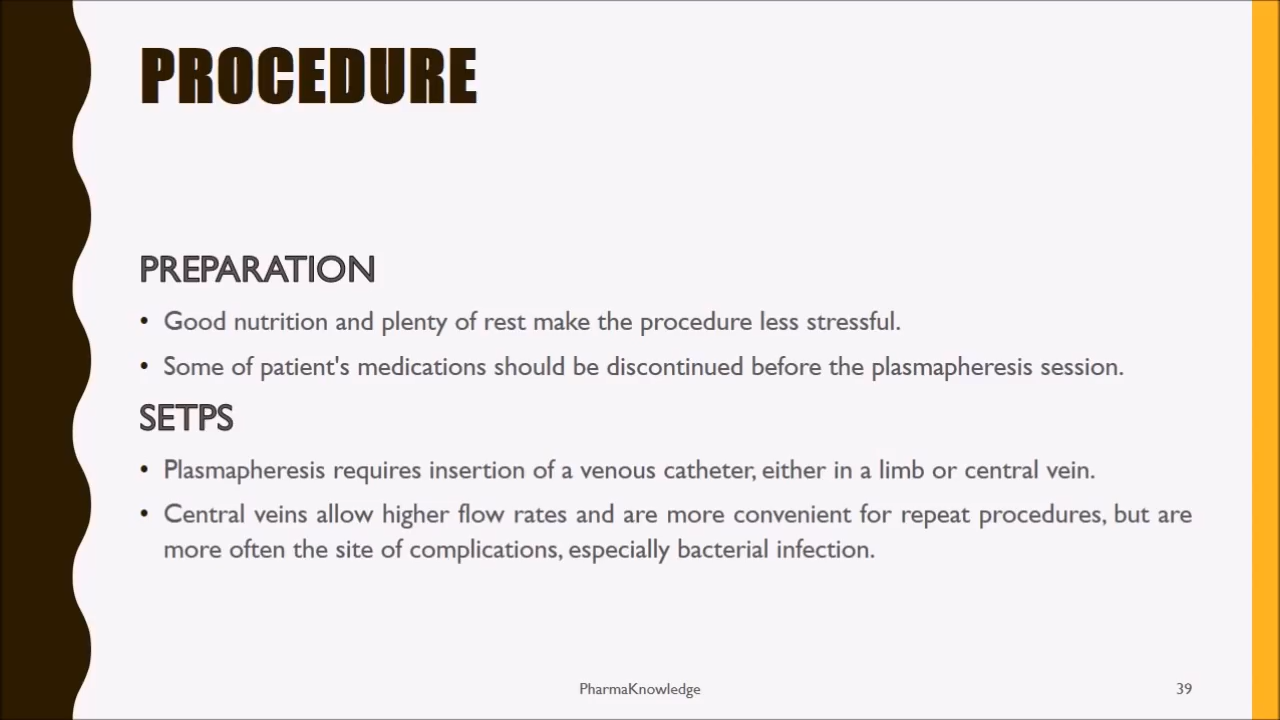 PROCEDURE
PREPARATION
• Good nutrition and plenty of rest make the procedure less stressful.
• Some of patient's medications should be discontinued before the plasmapheresis session.
SETPS
• Plasmapheresis requires insertion of a venous catheter, either in a limb or central vein.
• Central veins allow higher flow rates and are more convenient for repeat procedures, but are
more often the site of complications, especially bacterial infection.
PharmaKnowledge
39